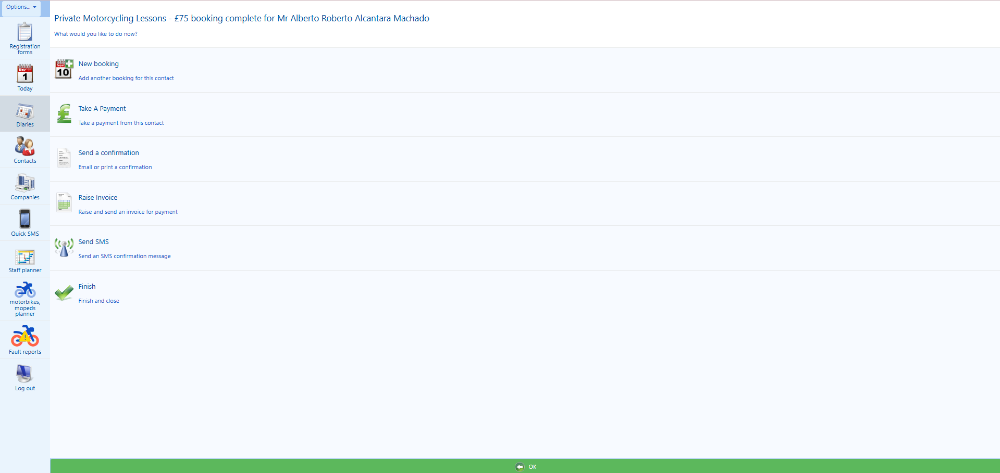 Options...
Registration
forms
Day
1
Today
Diaries
Contacts
Companies
Quick SMS
Staff planner
motorbikes,
mopeds
planner
Fault reports
Log out
Private Motorcycling Lessons - £75 booking complete for Mr Alberto Roberto Alcantara Machado
What would you like to do now?
Nov
10
New booking
Add another booking for this contact
£
Take A Payment
Take a payment from this contact
Send a confirmation
Email or print a confirmation
Raise Invoice
Raise and send an invoice for payment
Send SMS
Send an SMS confirmation message
Finish
Finish and close
OK